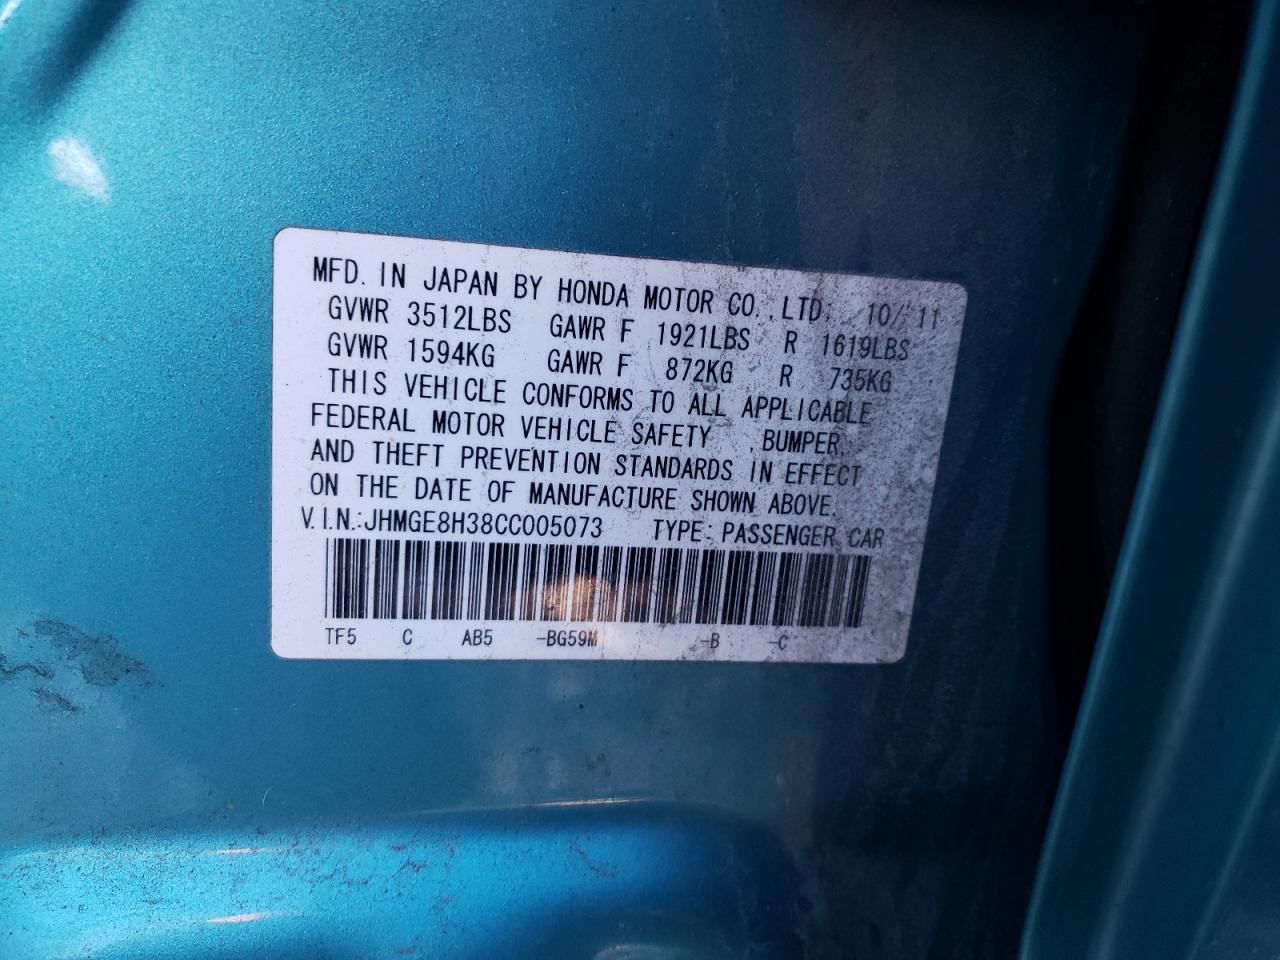 MFD. IN JAPAN BY HONDA MOTOR CO.,LTD: 10/'11
GVWR 3512LBS GAWR F 1921LBS R 1619LBS
GVWR 1594KG GAWR F 872KG R 735KG
THIS VEHICLE CONFORMS TO ALL APPLICABLE
FEDERAL MOTOR VEHICLE SAFETY ,BUMPER,
AND THEFT PREVENTION STANDARDS IN EFFECT
ON THE DATE OF MANUFACTURE SHOWN ABOVE.
V.I.N.:JHMGE8H38CC005073 TYPE: PASSENGER CAR
TF5 C AB5 -BG59M -B -C